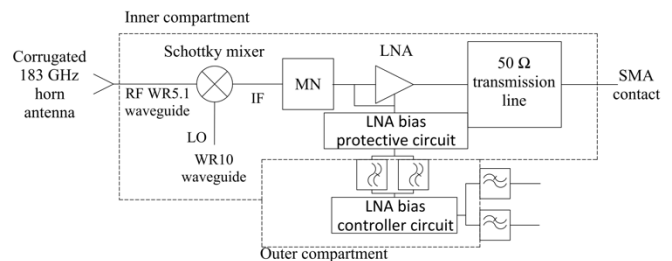 Inner compartment
Corrugated
183 GHz
horn
antenna
Schottky mixer
RF WR5.1
waveguide
IF
LO
WR10
waveguide
MN
LNA
50 Ω
transmission
line
SMA
contact
LNA bias
protective circuit
LNA bias
controller circuit
Outer compartment